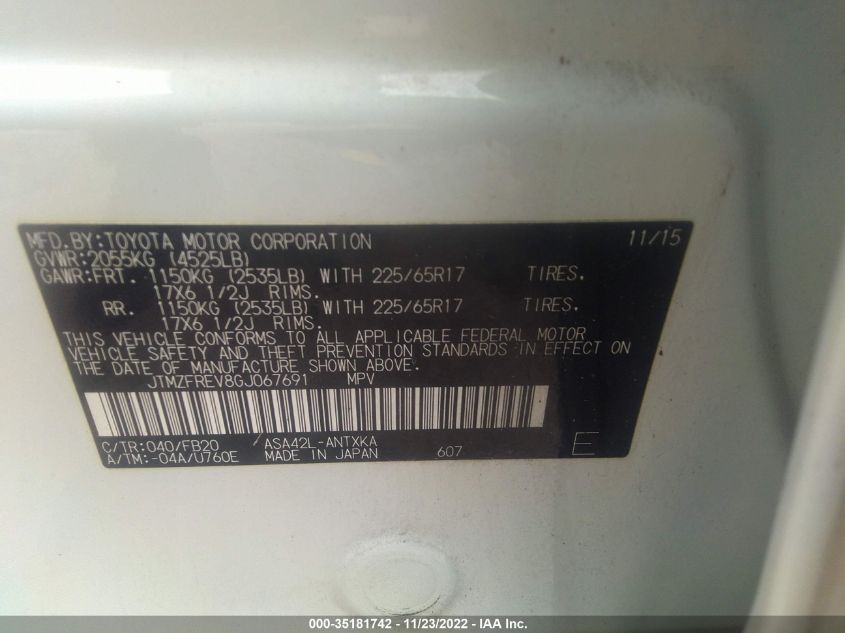 MFD.BY:TOYOTA MOTOR CORPORATION 11/15
GVWR:2055KG (4525LB)
GAWR:FRT. 1150KG (2535LB) WITH 225/65R17 TIRES.
17X6 1/2J RIMS.
RR. 1150KG (2535LB) WITH 225/65R17 TIRES.
17X6 1/2J RIMS.
THIS VEHICLE CONFORMS TO ALL APPLICABLE FEDERAL MOTOR
VEHICLE SAFETY AND THEFT PREVENTION STANDARDS IN EFFECT ON
THE DATE OF MANUFACTURE SHOWN ABOVE.
JTMZFREV8GJ067691 MPV
C/TR:040/FB20 ASA42L-ANTXKA
A/TM:-04A/U760E MADE IN JAPAN 607 E
000-35181742 - 11/23/2022 - IAA Inc.